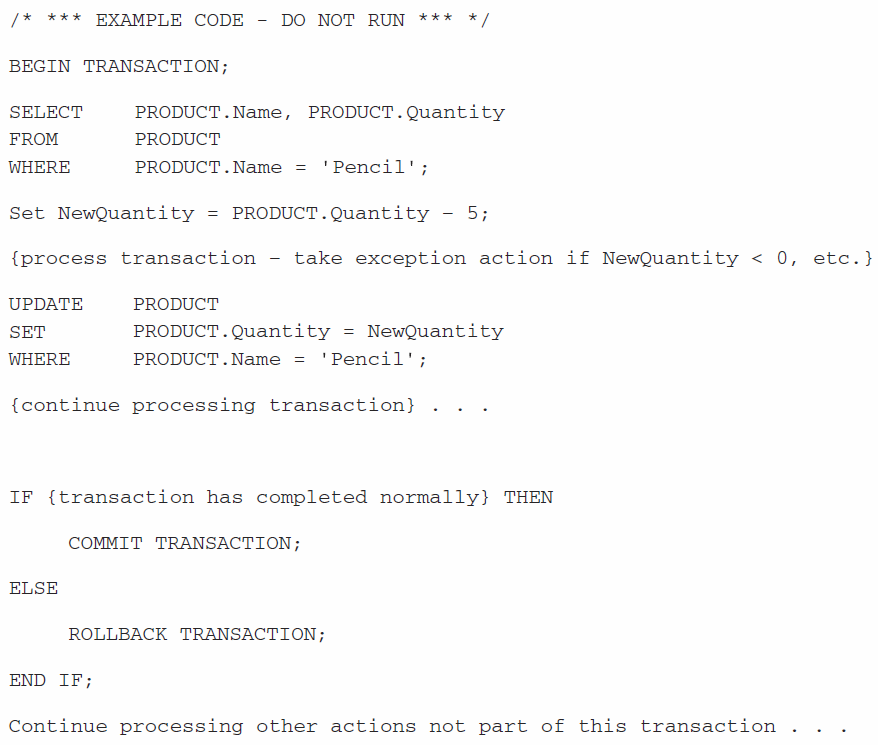 /* *** EXAMPLE CODE – DO NOT RUN *** */
BEGIN TRANSACTION;
SELECT PRODUCT.Name, PRODUCT.Quantity
FROM PRODUCT
WHERE PRODUCT.Name = 'Pencil';
Set NewQuantity = PRODUCT.Quantity – 5;
{process transaction – take exception action if NewQuantity < 0, etc.}
UPDATE PRODUCT
SET PRODUCT.Quantity = NewQuantity
WHERE PRODUCT.Name = 'Pencil';
{continue processing transaction} . . .
IF {transaction has completed normally} THEN
COMMIT TRANSACTION;
ELSE
ROLLBACK TRANSACTION;
END IF;
Continue processing other actions not part of this transaction . . .